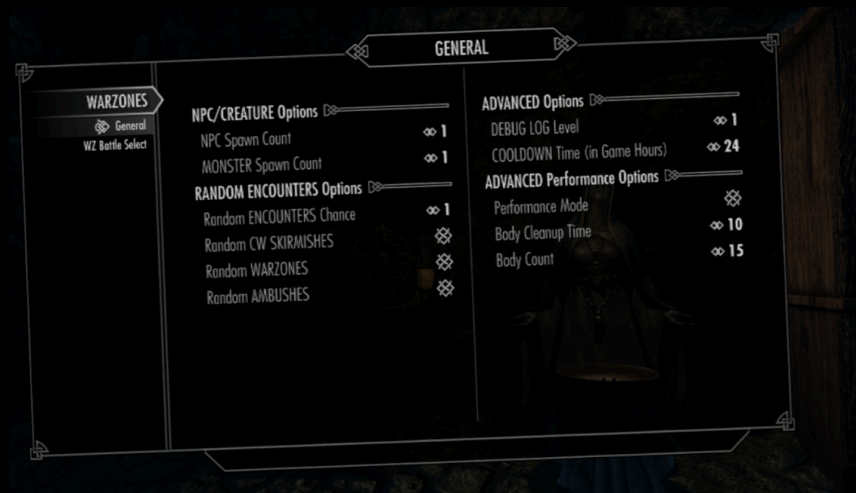 GENERAL
WARZONES
General
WZ Battle Select
NPC/CREATURE Options
NPC Spawn Count 1
MONSTER Spawn Count 1
RANDOM ENCOUNTERS Options
Random ENCOUNTERS Chance 1
Random CW SKIRMISHES
Random WARZONES
Random AMBUSHES
ADVANCED Options
DEBUG LOG Level 1
COOLDOWN Time (in Game Hours) 24
ADVANCED Performance Options
Performance Mode
Body Cleanup Time 10
Body Count 15